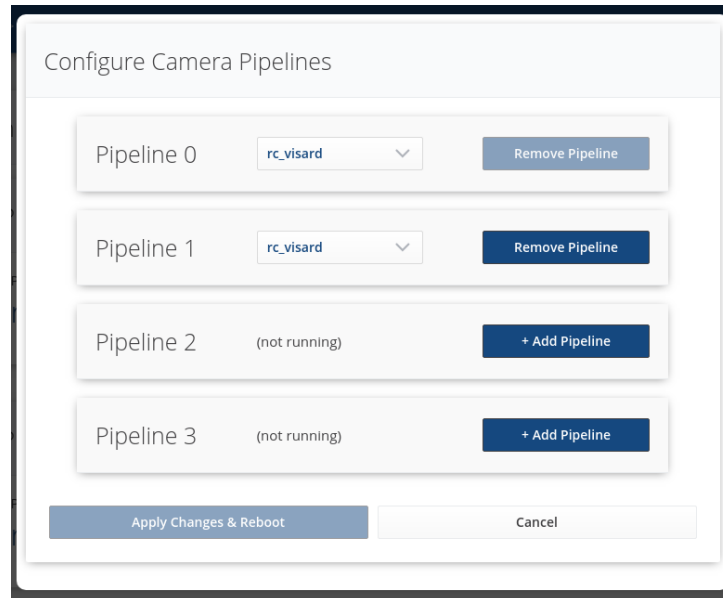 Configure Camera Pipelines
Pipeline 0 rc_visard Remove Pipeline
Pipeline 1 rc_visard Remove Pipeline
Pipeline 2 (not running) + Add Pipeline
Pipeline 3 (not running) + Add Pipeline
Apply Changes & Reboot Cancel